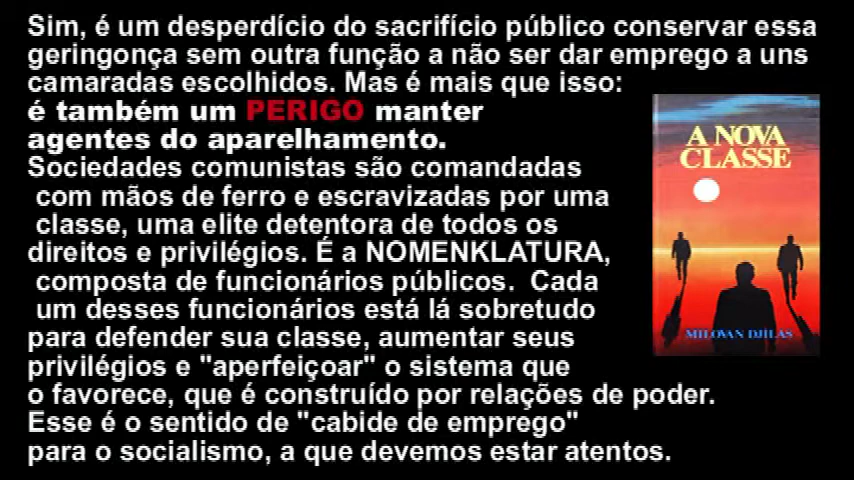 Sim, é um desperdício do sacrifício público conservar essa
geringonça sem outra função a não ser dar emprego a uns
camaradas escolhidos. Mas é mais que isso:
é também um PERIGO manter
agentes do aparelhamento.
Sociedades comunistas são comandadas
com mãos de ferro e escravizadas por uma
classe, uma elite detentora de todos os
direitos e privilégios. É a NOMENKLATURA,
composta de funcionários públicos.  Cada
um desses funcionários está lá sobretudo
para defender sua classe, aumentar seus
privilégios e "aperfeiçoar" o sistema que
o favorece, que é construído por relações de poder.
Esse é o sentido de "cabide de emprego"
para o socialismo, a que devemos estar atentos.
A NOVA
CLASSE
MILOVAN DJILAS